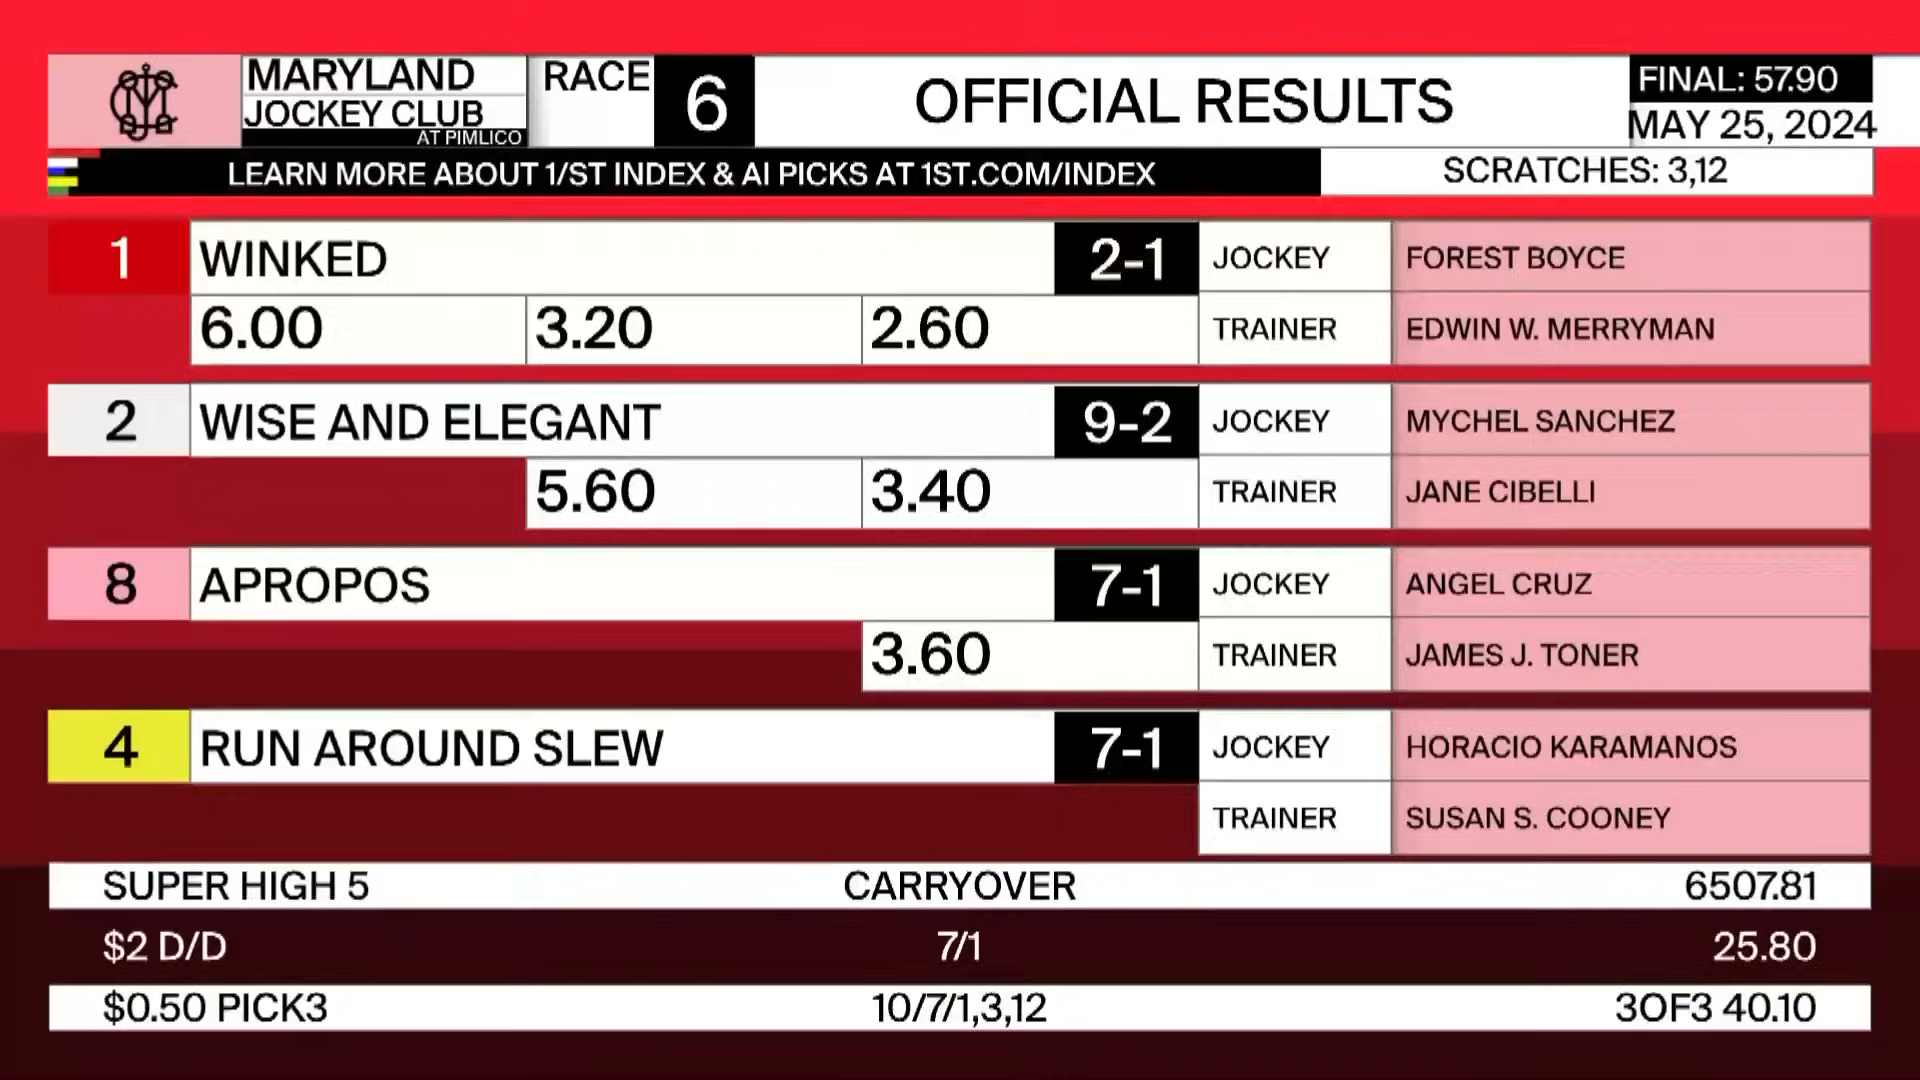 MARYLAND
JOCKEY CLUB
AT PIMLICO
RACE 6
OFFICIAL RESULTS
FINAL: 57.90
MAY 25, 2024
LEARN MORE ABOUT 1/ST INDEX & AI PICKS AT 1ST.COM/INDEX
SCRATCHES: 3,12
1 WINKED 2-1 JOCKEY FOREST BOYCE
6.00 3.20 2.60 TRAINER EDWIN W. MERRYMAN
2 WISE AND ELEGANT 9-2 JOCKEY MYCHEL SANCHEZ
5.60 3.40 TRAINER JANE CIBELLI
8 APROPOS 7-1 JOCKEY ANGEL CRUZ
3.60 TRAINER JAMES J. TONER
4 RUN AROUND SLEW 7-1 JOCKEY HORACIO KARAMANOS
TRAINER SUSAN S. COONEY
SUPER HIGH 5 CARRYOVER 6507.81
$2 D/D 7/1 25.80
$0.50 PICK3 10/7/1,3,12 3OF3 40.10